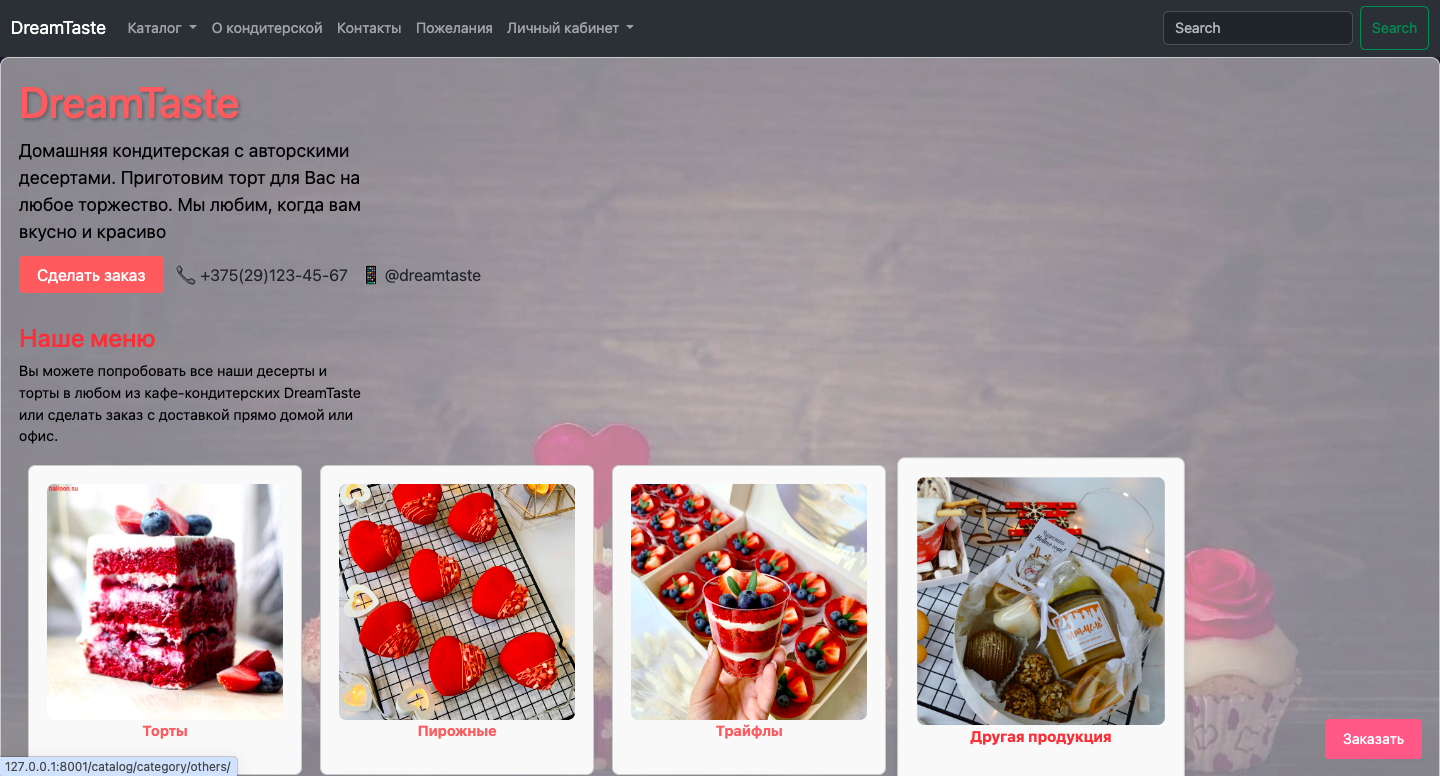 DreamTaste Каталог О кондитерской Контакты Пожелания Личный кабинет Search Search
DreamTaste
Домашняя кондитерская с авторскими
десертами. Приготовим торт для Вас на
любое торжество. Мы любим, когда вам
вкусно и красиво
Сделать заказ +375(29)123-45-67 @dreamtaste
Наше меню
Вы можете попробовать все наши десерты и
торты в любом из кафе-кондитерских DreamTaste
или сделать заказ с доставкой прямо домой или
офис.
balloon.su
Торты
Пирожные
Трайфлы
Другая продукция
Заказать
127.0.0.1:8001/catalog/category/others/